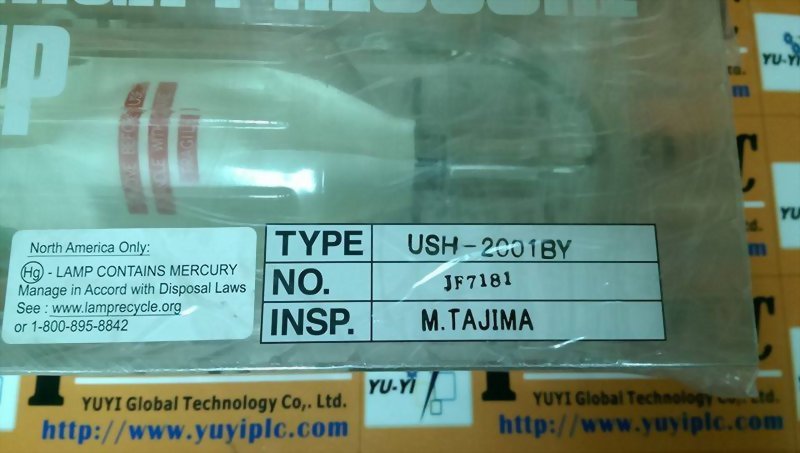 North America Only:
Hg - LAMP CONTAINS MERCURY
Manage in Accord with Disposal Laws
See : www.lamprecycle.org
or 1-800-895-8842
TYPE USH-2001BY
NO. JF7181
INSP. M.TAJIMA
YU-YI
YUYI Global Technology Co,. Ltd.
http://www.yuyiplc.com
YUYI Global Technology Co,. Ltd.
http://www.yuyiplc.com